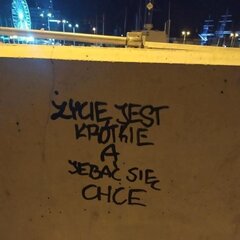 ŻYCIE JEST
KRÓTKIE
A
JEBAĆ SIĘ
CHCE